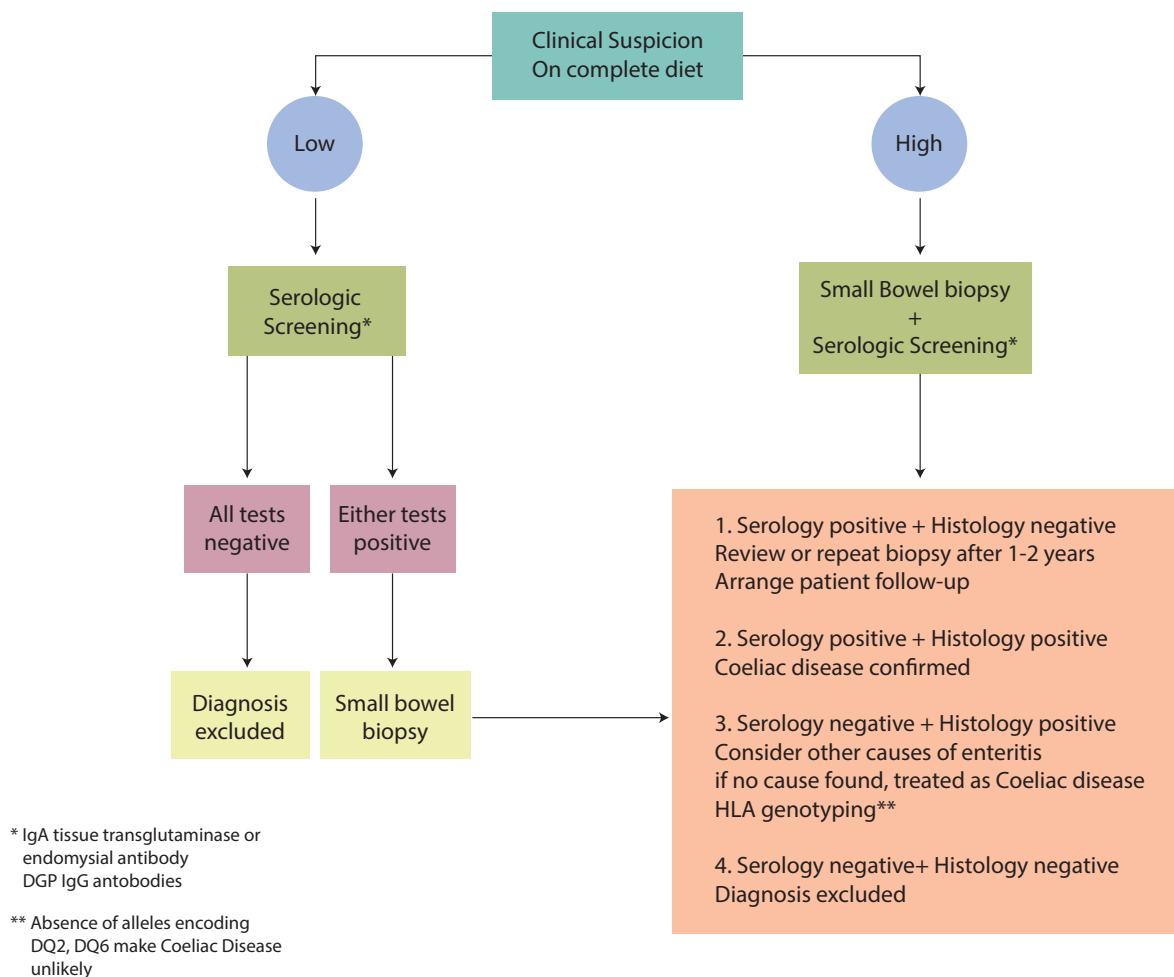 Clinical Suspicion
On complete diet
Low
High
Serologic
Screening*
Small Bowel biopsy
+
Serologic Screening*
All tests
negative
Either tests
positive
Diagnosis
excluded
Small bowel
biopsy
1. Serology positive + Histology negative
Review or repeat biopsy after 1-2 years
Arrange patient follow-up
2. Serology positive + Histology positive
Coeliac disease confirmed
3. Serology negative + Histology positive
Consider other causes of enteritis
if no cause found, treated as Coeliac disease
HLA genotyping**
4. Serology negative+ Histology negative
Diagnosis excluded
* IgA tissue transglutaminase or
endomysial antibody
DGP IgG antobodies
** Absence of alleles encoding
DQ2, DQ6 make Coeliac Disease
unlikely